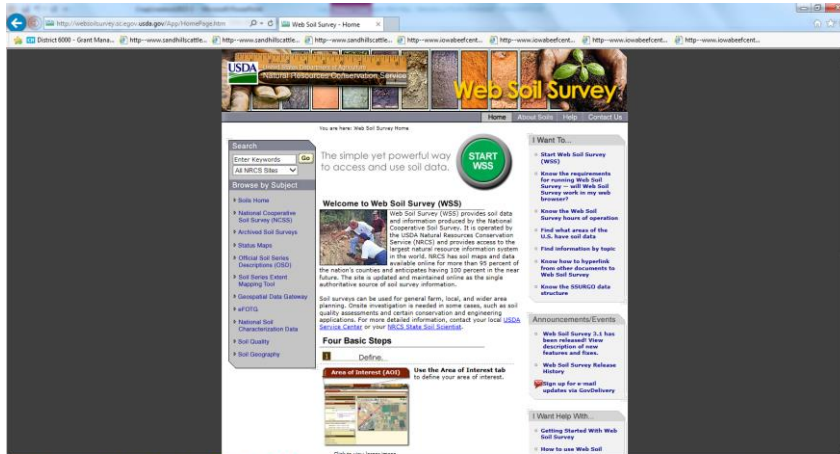 http://websoilsurvey.sc.egov.usda.gov/App/HomePage.htm
Web Soil Survey - Home
District 6000 - Grant Mana...
http--www.sandhillscattle...
http--www.sandhillscattle...
http--www.sandhillscattle...
http--www.iowabeefcent...
http--www.iowabeefcent...
http--www.iowabeefcent...
http--www.iowabeefcent...
USDA
United States Department of Agriculture
Natural Resources Conservation Service
Web Soil Survey
Home
About Soils
Help
Contact Us
You are here: Web Soil Survey Home
Search
Enter Keywords
Go
All NRCS Sites
Browse by Subject
Soils Home
National Cooperative
Soil Survey (NCSS)
Archived Soil Surveys
Status Maps
Official Soil Series
Descriptions (OSD)
Soil Series Extent
Mapping Tool
Geospatial Data Gateway
eFOTG
National Soil
Characterization Data
Soil Quality
Soil Geography
The simple yet powerful way
to access and use soil data.
START
WSS
Welcome to Web Soil Survey (WSS)
Web Soil Survey (WSS) provides soil data
and information produced by the National
Cooperative Soil Survey. It is operated by
the USDA Natural Resources Conservation
Service (NRCS) and provides access to the
largest natural resource information system
in the world. NRCS has soil maps and data
available online for more than 95 percent of
the nation's counties and anticipates having 100 percent in the near
future. The site is updated and maintained online as the single
authoritative source of soil survey information.
Soil surveys can be used for general farm, local, and wider area
planning. Onsite investigation is needed in some cases, such as soil
quality assessments and certain conservation and engineering
applications. For more detailed information, contact your local USDA
Service Center or your NRCS State Soil Scientist.
Four Basic Steps
1
Define.
Area of Interest (AOI)
Use the Area of Interest tab
to define your area of interest.
I Want To...
Start Web Soil Survey
(WSS)
Know the requirements
for running Web Soil
Survey — will Web Soil
Survey work in my web
browser?
Know the Web Soil
Survey hours of operation
Find what areas of the
U.S. have soil data
Find information by topic
Know how to hyperlink
from other documents to
Web Soil Survey
Know the SSURGO data
structure
Announcements/Events
Web Soil Survey 3.1 has
been released! View
description of new
features and fixes.
Web Soil Survey Release
History
Sign up for e-mail
updates via GovDelivery
I Want Help With...
Getting Started With Web
Soil Survey
How to use Web Soil